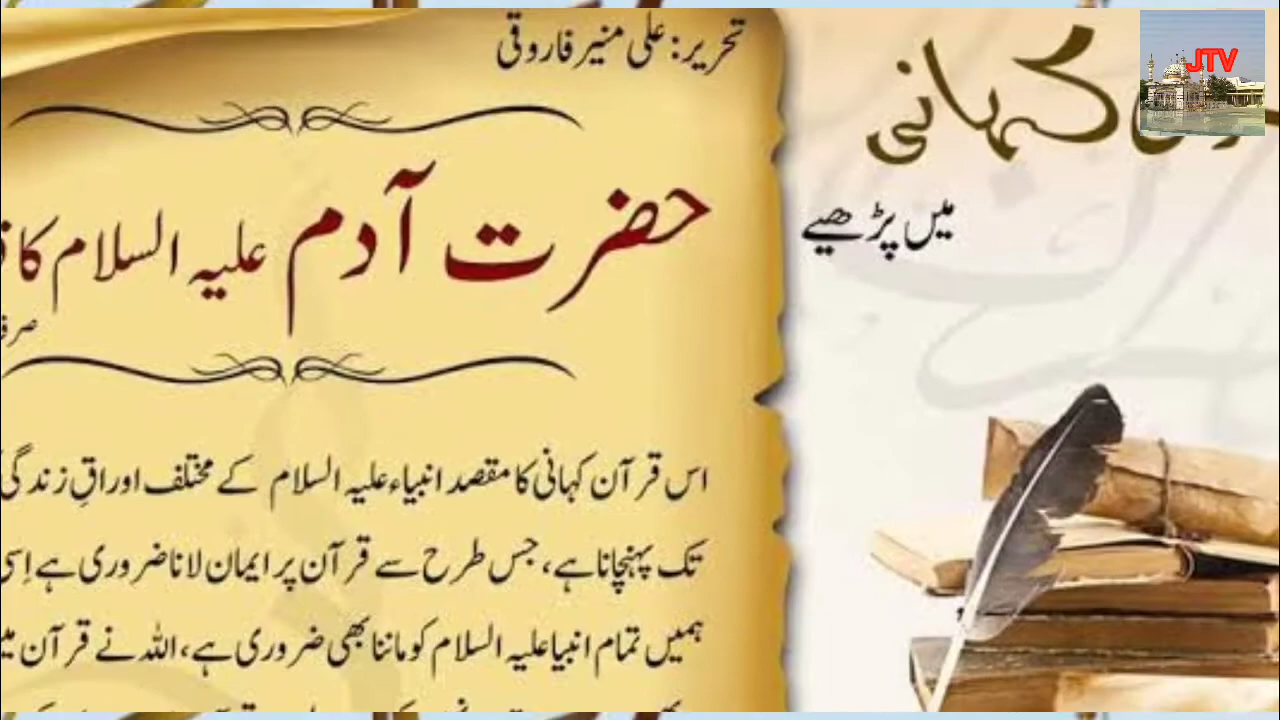 JTV
کہانی
میں پڑھیے
تحریر: علی منیر فاروقی
حضرت آدم علیہ السلام کا
اس قرآن کہانی کا مقصد انبیاء علیہ السلام کے مختلف اوراقِ زندگی
تک پہنچانا ہے، جس طرح سے قرآن پر ایمان لانا ضروری ہے اِسی
ہمیں تمام انبیا علیہ السلام کو ماننا بھی ضروری ہے، اللہ نے قرآن